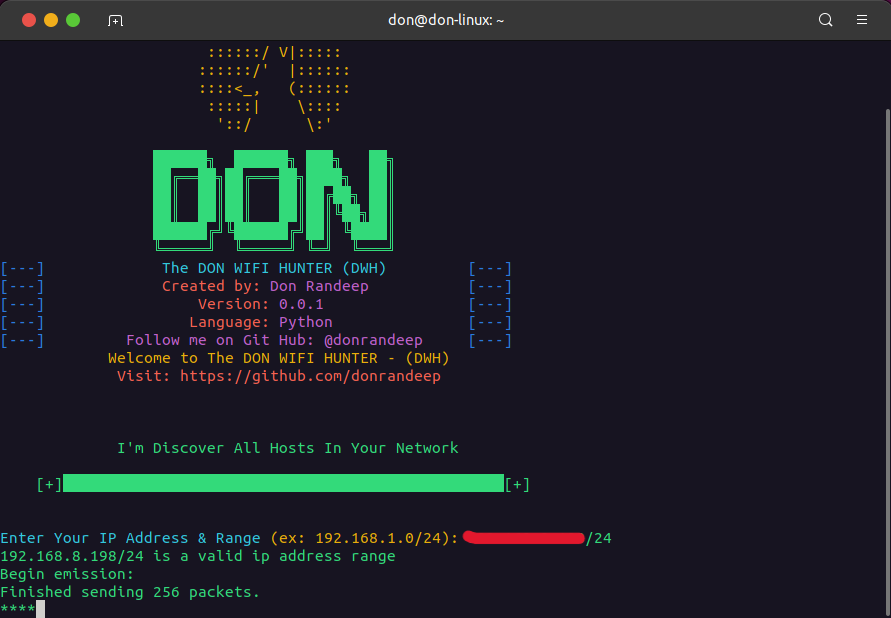 don@don-linux: ~
::::::/ V|:::::
::::::/'  |::::::
::::<_,   (::::::
:::::|    \::::
'::/      \:'
DON
[---] The DON WIFI HUNTER (DWH) [---]
[---] Created by: Don Randeep [---]
[---] Version: 0.0.1 [---]
[---] Language: Python [---]
[---] Follow me on Git Hub: @donrandeep [---]
Welcome to The DON WIFI HUNTER - (DWH)
Visit: https://github.com/donrandeep
I'm Discover All Hosts In Your Network
[+] [+]
Enter Your IP Address & Range (ex: 192.168.1.0/24): /24
192.168.8.198/24 is a valid ip address range
Begin emission:
Finished sending 256 packets.
****